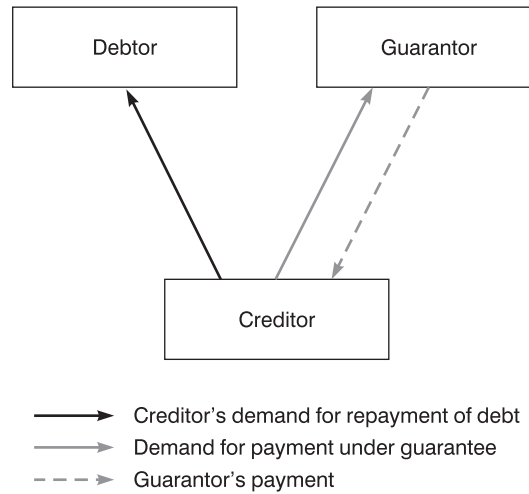 Debtor
Guarantor
Creditor
Creditor’s demand for repayment of debt
Demand for payment under guarantee
Guarantor’s payment